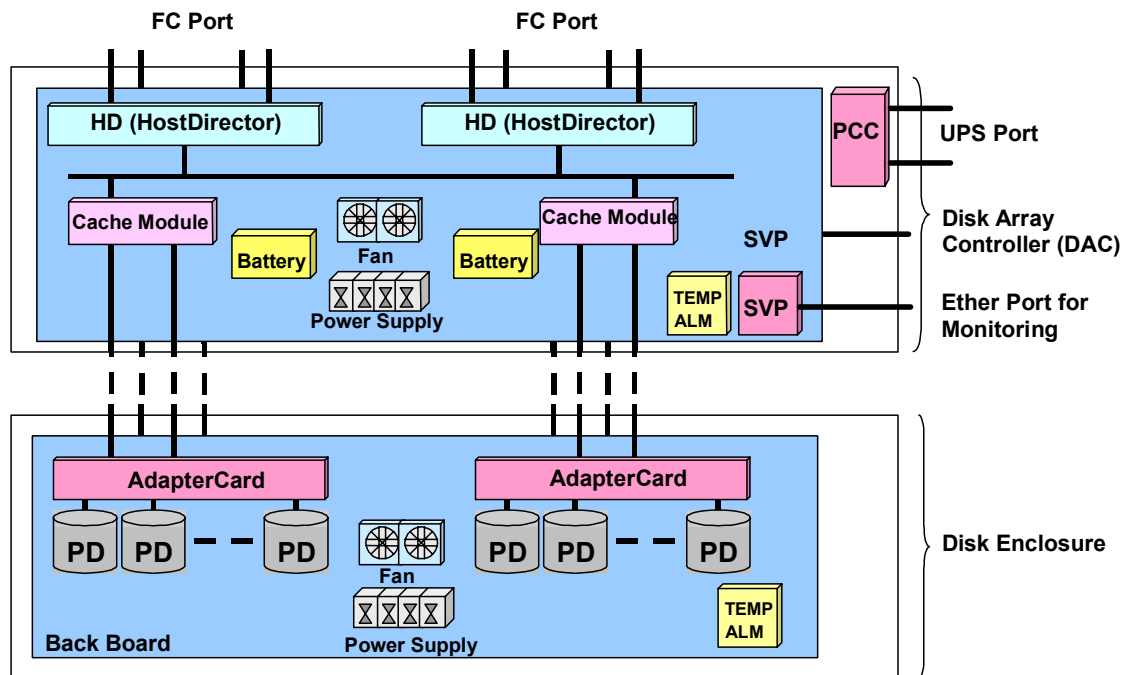 FC Port
FC Port
HD (HostDirector)
HD (HostDirector)
PCC
UPS Port
Cache Module
Cache Module
Battery
Fan
Battery
SVP
Disk Array
Controller (DAC)
Power Supply
TEMP
ALM
SVP
Ether Port for
Monitoring
AdapterCard
AdapterCard
PD
PD
PD
PD
PD
PD
Fan
Disk Enclosure
Power Supply
TEMP
ALM
Back Board